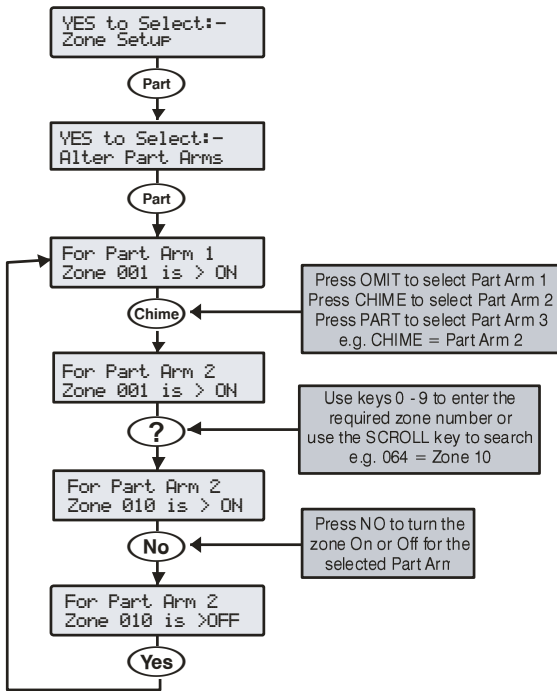 YES to Select:-
Zone Setup
Part
YES to Select:-
Alter Part Arms
Part
For Part Arm 1
Zone 001 is > ON
Chime
Press OMIT to select Part Arm 1
Press CHIME to select Part Arm 2
Press PART to select Part Arm 3
e.g. CHIME = Part Arm 2
For Part Arm 2
Zone 001 is > ON
?
Use keys 0 - 9 to enter the
required zone number or
use the SCROLL key to search
e.g. 064 = Zone 10
For Part Arm 2
Zone 010 is > ON
No
Press NO to turn the
zone On or Off for the
selected Part Arm
For Part Arm 2
Zone 010 is >OFF
Yes